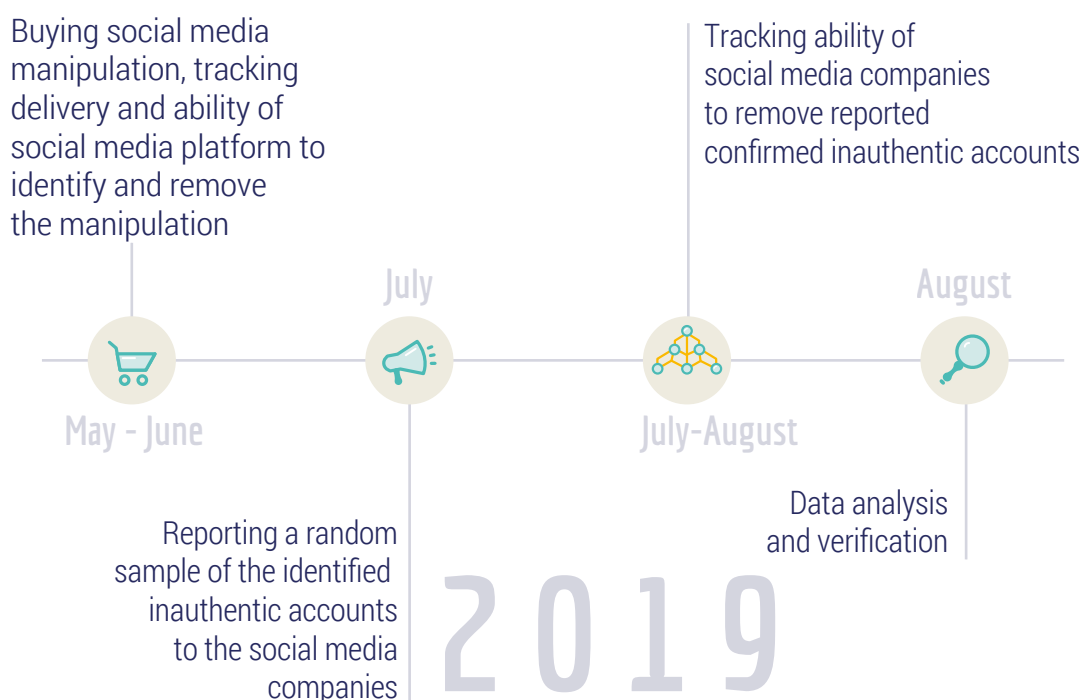 Buying social media
manipulation, tracking
delivery and ability of
social media platform to
identify and remove
the manipulation
May - June
July
Reporting a random
sample of the identified
inauthentic accounts
to the social media
companies
Tracking ability of
social media companies
to remove reported
confirmed inauthentic accounts
July-August
August
Data analysis
and verification
2019